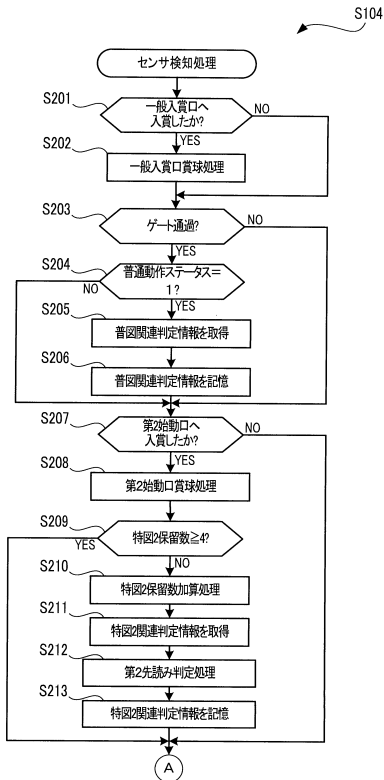 S104
センサ検知処理
S201
一般入賞口へ
入賞したか?
NO
YES
S202
一般入賞口賞球処理
S203
ゲート通過?
NO
YES
S204
普通動作ステータス=
1?
NO
YES
S205
普図関連判定情報を取得
S206
普図関連判定情報を記憶
S207
第2始動口へ
入賞したか?
NO
YES
S208
第2始動口賞球処理
S209
特図2保留数≧4?
YES
NO
S210
特図2保留数加算処理
S211
特図2関連判定情報を取得
S212
第2先読み判定処理
S213
特図2関連判定情報を記憶
A